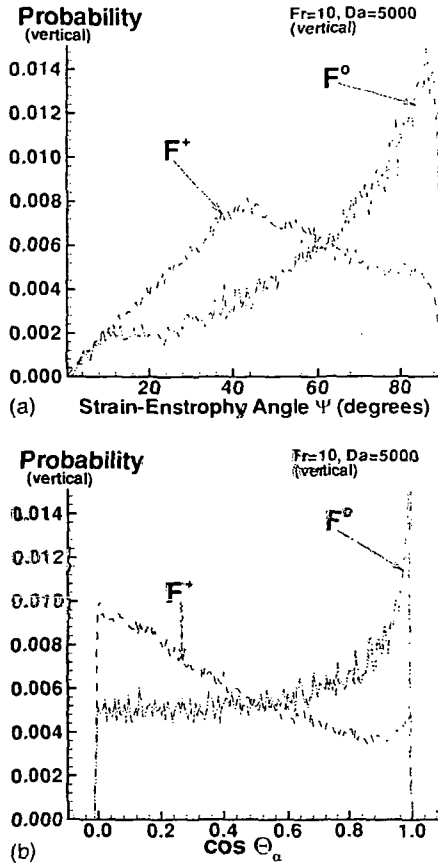 Probability
(vertical)
Fr=10, Da=5000
(vertical)
0.014
0.012
0.010
0.008
0.006
0.004
0.002
0.000
F°
F⁺
20
40
60
80
(a)
Strain-Enstrophy Angle Ψ (degrees)
Probability
(vertical)
Fr=10, Da=5000
(vertical)
0.014
0.012
0.010
0.008
0.006
0.004
0.002
0.000
F°
F⁺
0.0
0.2
0.4
0.6
0.8
1.0
(b)
cos Θα